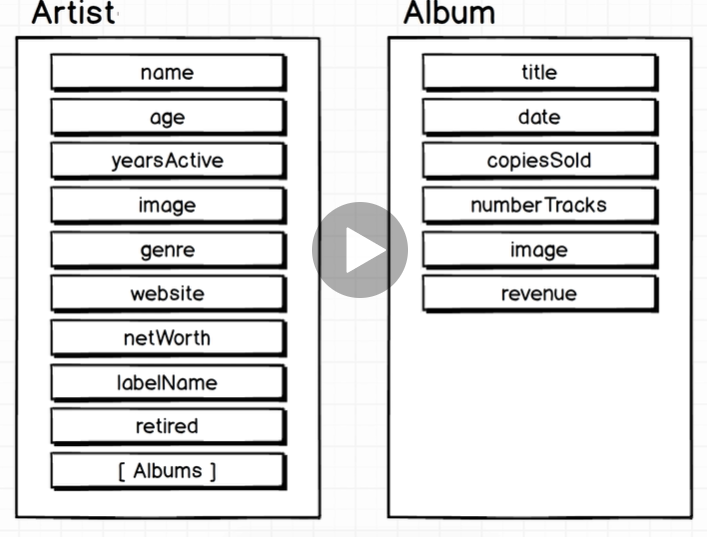 Artist
name
age
yearsActive
image
genre
website
netWorth
labelName
retired
[ Albums ]
Album
title
date
copiesSold
numberTracks
image
revenue